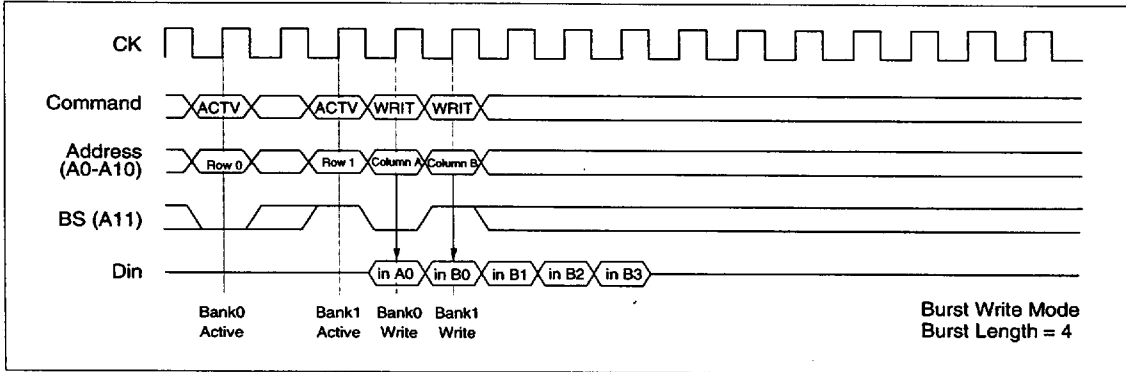 CK
Command ACTV ACTV WRIT WRIT
Address
(A0-A10) Row 0 Row 1 Column A Column B
BS (A11)
Din in A0 in B0 in B1 in B2 in B3
Bank0 Bank1 Bank0 Bank1
Active Active Write Write
Burst Write Mode
Burst Length = 4